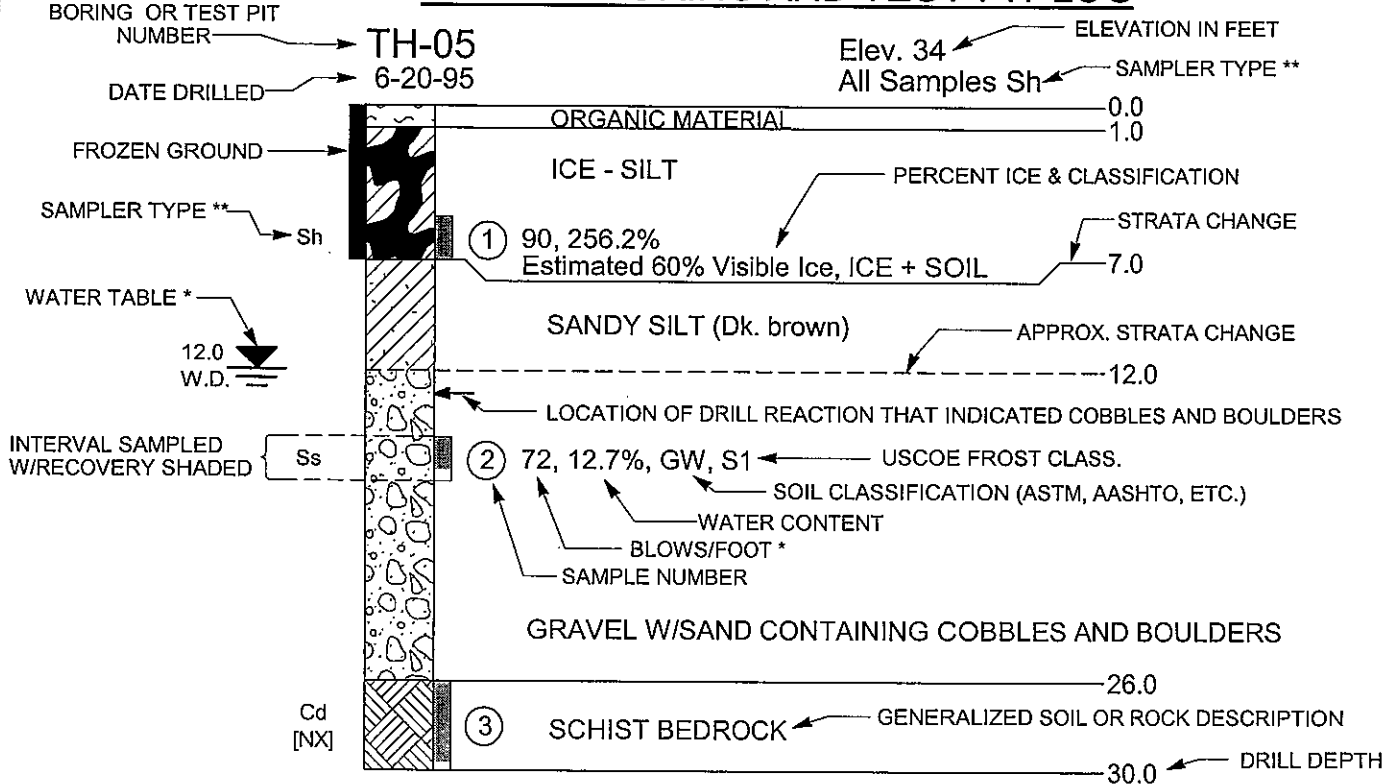 BORING OR TEST PIT
NUMBER
TH-05
6-20-95
DATE DRILLED
Elev. 34
ELEVATION IN FEET
All Samples Sh
SAMPLER TYPE **
0.0
ORGANIC MATERIAL
1.0
FROZEN GROUND
ICE - SILT
PERCENT ICE & CLASSIFICATION
SAMPLER TYPE **
Sh
STRATA CHANGE
1 90, 256.2%
Estimated 60% Visible Ice, ICE + SOIL
7.0
WATER TABLE *
SANDY SILT (Dk. brown)
APPROX. STRATA CHANGE
12.0
W.D.
12.0
LOCATION OF DRILL REACTION THAT INDICATED COBBLES AND BOULDERS
INTERVAL SAMPLED
W/RECOVERY SHADED
Ss
2 72, 12.7%, GW, S1
USCOE FROST CLASS.
SOIL CLASSIFICATION (ASTM, AASHTO, ETC.)
WATER CONTENT
BLOWS/FOOT *
SAMPLE NUMBER
GRAVEL W/SAND CONTAINING COBBLES AND BOULDERS
26.0
Cd
[NX]
3 SCHIST BEDROCK
GENERALIZED SOIL OR ROCK DESCRIPTION
DRILL DEPTH
30.0